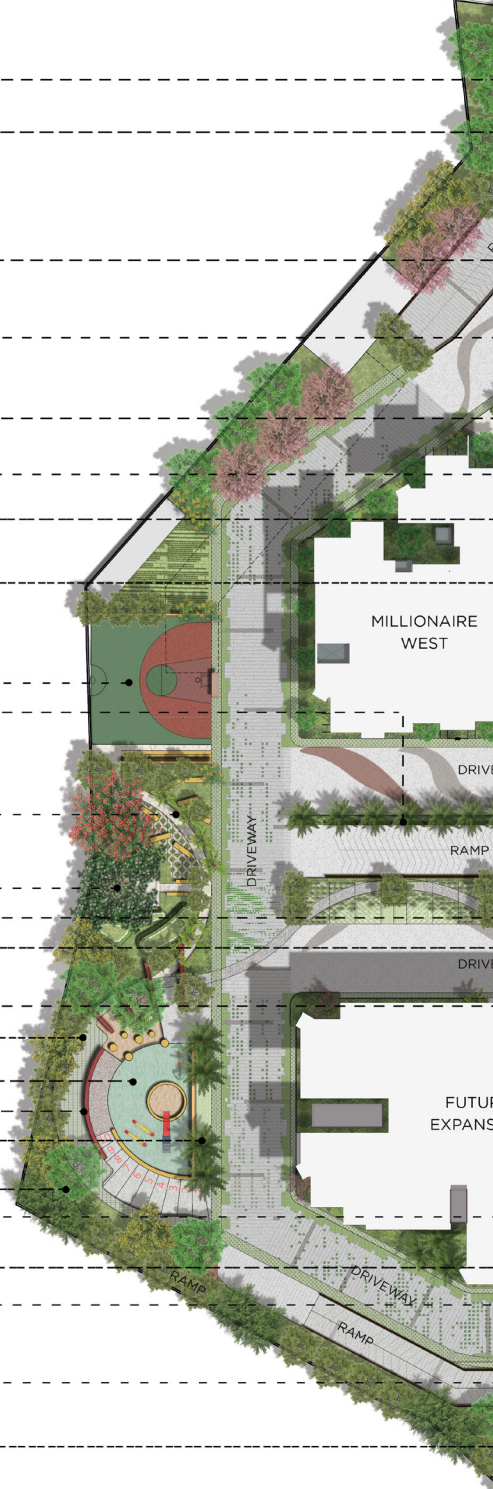 MILLIONAIRE
WEST
DRIVE
DRIVEWAY
RAMP
DRIVE
FUTUR
EXPANS
DRIVEWAY
RAMP
RAMP